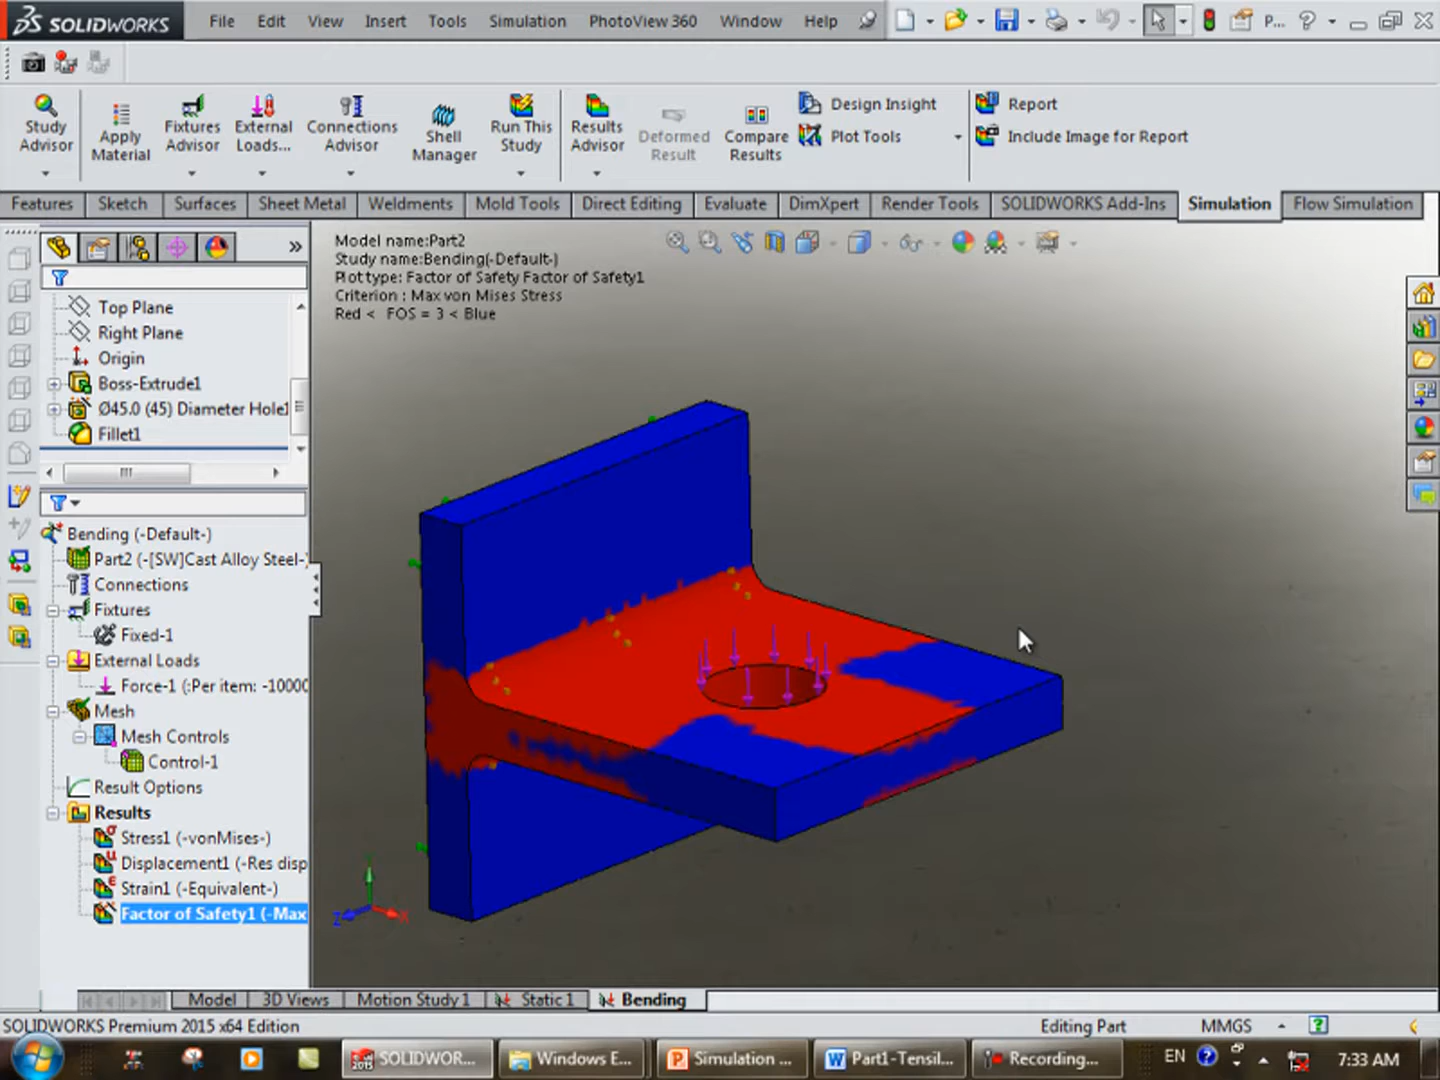 SOLIDWORKS File Edit View Insert Tools Simulation PhotoView 360 Window Help P... ?
Study Advisor
Apply Material
Fixtures Advisor
External Loads...
Connections Advisor
Shell Manager
Run This Study
Results Advisor
Deformed Result
Compare Results
Design Insight
Plot Tools
Report
Include Image for Report
Features Sketch Surfaces Sheet Metal Weldments Mold Tools Direct Editing Evaluate DimXpert Render Tools SOLIDWORKS Add-Ins Simulation Flow Simulation
Model name:Part2
Study name:Bending(-Default-)
Plot type: Factor of Safety Factor of Safety1
Criterion : Max von Mises Stress
Red < FOS = 3 < Blue
Top Plane
Right Plane
Origin
Boss-Extrude1
Ø45.0 (45) Diameter Hole1
Fillet1
Bending (-Default-)
Part2 (-[SW]Cast Alloy Steel-)
Connections
Fixtures
Fixed-1
External Loads
Force-1 (:Per item: -10000
Mesh
Mesh Controls
Control-1
Result Options
Results
Stress1 (-vonMises-)
Displacement1 (-Res disp
Strain1 (-Equivalent-)
Factor of Safety1 (-Max
Z X
Model 3D Views Motion Study 1 Static 1 Bending
SOLIDWORKS Premium 2015 x64 Edition Editing Part MMGS
SOLIDWOR... Windows E... Simulation ... Part1-Tensil... Recording... EN 7:33 AM